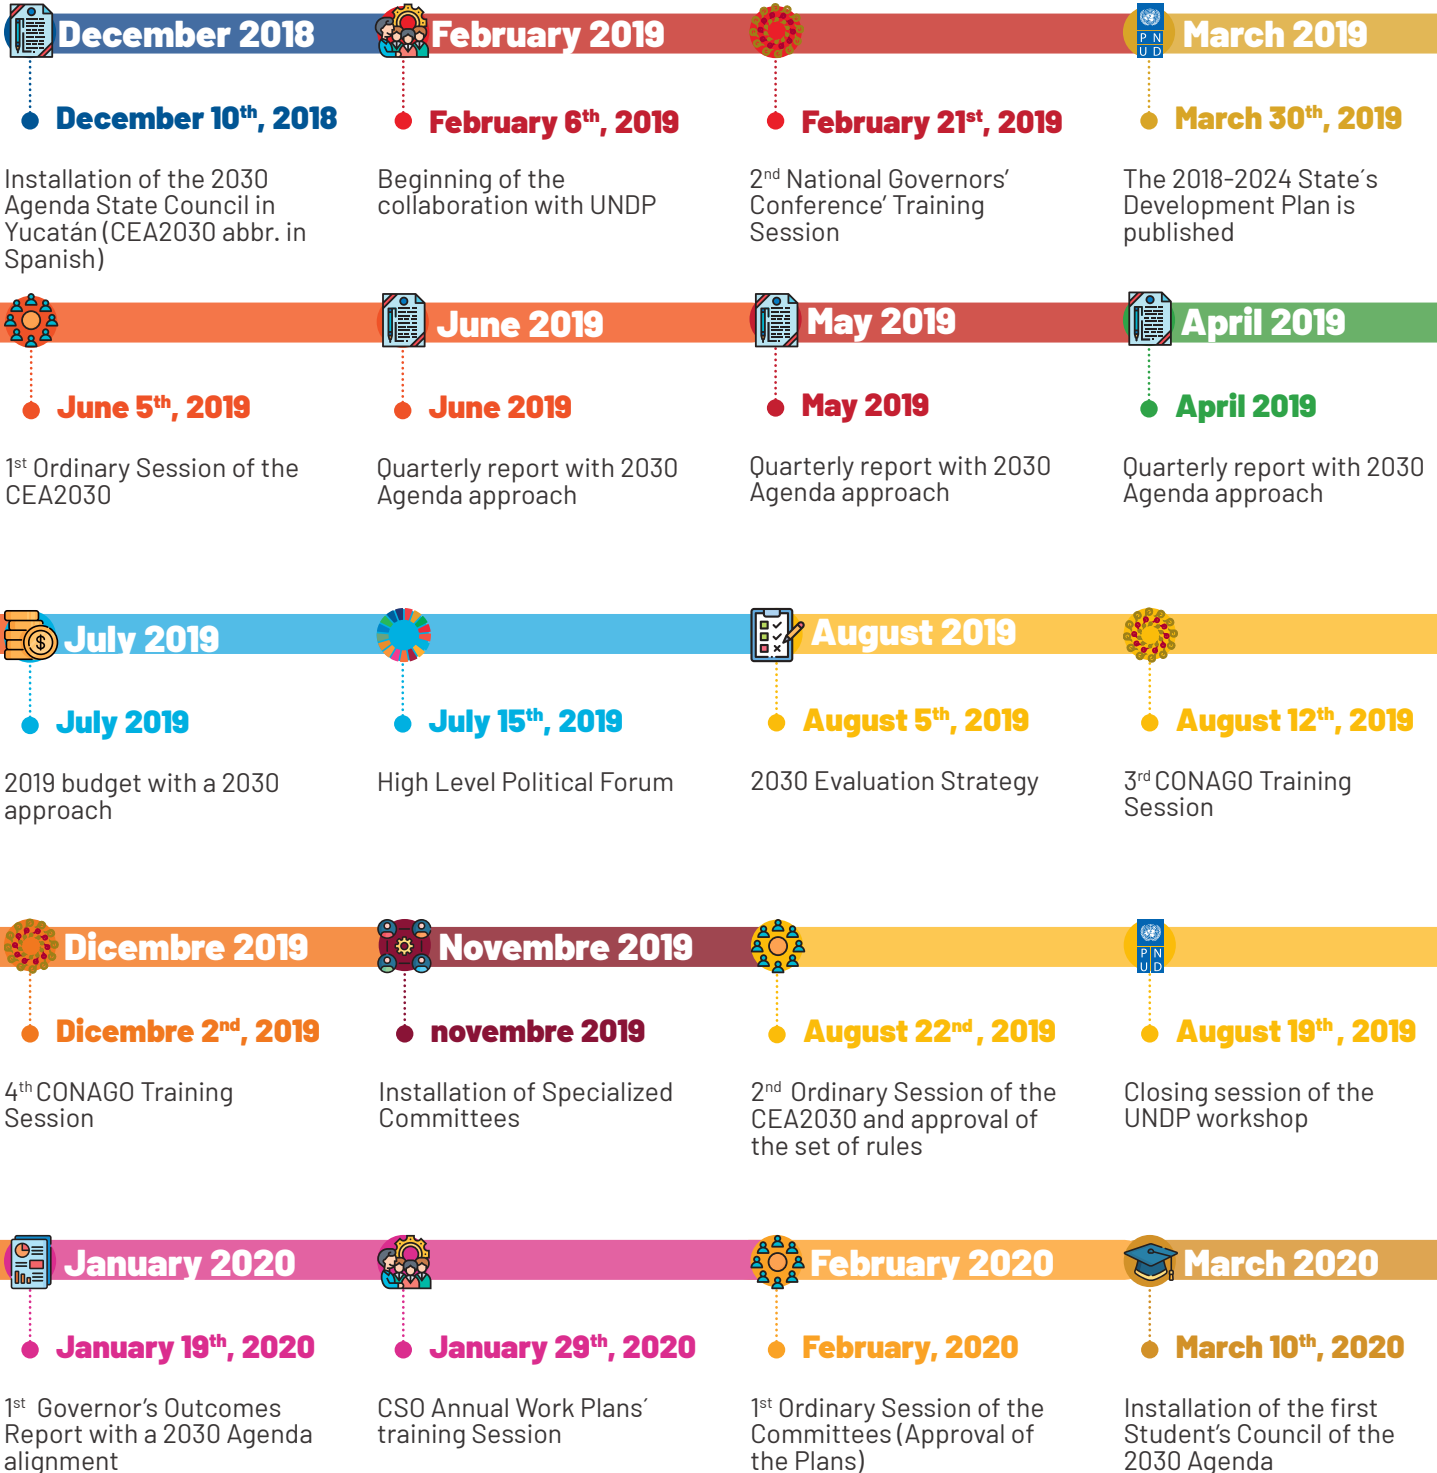 December 2018
December 10th, 2018
Installation of the 2030
Agenda State Council in
Yucatán (CEA2030 abbr. in
Spanish)
February 2019
February 6th, 2019
Beginning of the
collaboration with UNDP
February 21st, 2019
2nd National Governors’
Conference’ Training
Session
P N
U D
March 2019
March 30th, 2019
The 2018-2024 State´s
Development Plan is
published
June 5th, 2019
1st Ordinary Session of the
CEA2030
June 2019
June 2019
Quarterly report with 2030
Agenda approach
May 2019
May 2019
Quarterly report with 2030
Agenda approach
April 2019
April 2019
Quarterly report with 2030
Agenda approach
$
July 2019
July 2019
2019 budget with a 2030
approach
July 15th, 2019
High Level Political Forum
August 2019
August 5th, 2019
2030 Evaluation Strategy
August 12th, 2019
3rd CONAGO Training
Session
Dicembre 2019
Dicembre 2nd, 2019
4th CONAGO Training
Session
Novembre 2019
novembre 2019
Installation of Specialized
Committees
August 22nd, 2019
2nd Ordinary Session of the
CEA2030 and approval of
the set of rules
P N
U D
August 19th, 2019
Closing session of the
UNDP workshop
January 2020
January 19th, 2020
1st Governor’s Outcomes
Report with a 2030 Agenda
alignment
January 29th, 2020
CSO Annual Work Plans´
training Session
February 2020
February, 2020
1st Ordinary Session of the
Committees (Approval of
the Plans)
March 2020
March 10th, 2020
Installation of the first
Student’s Council of the
2030 Agenda